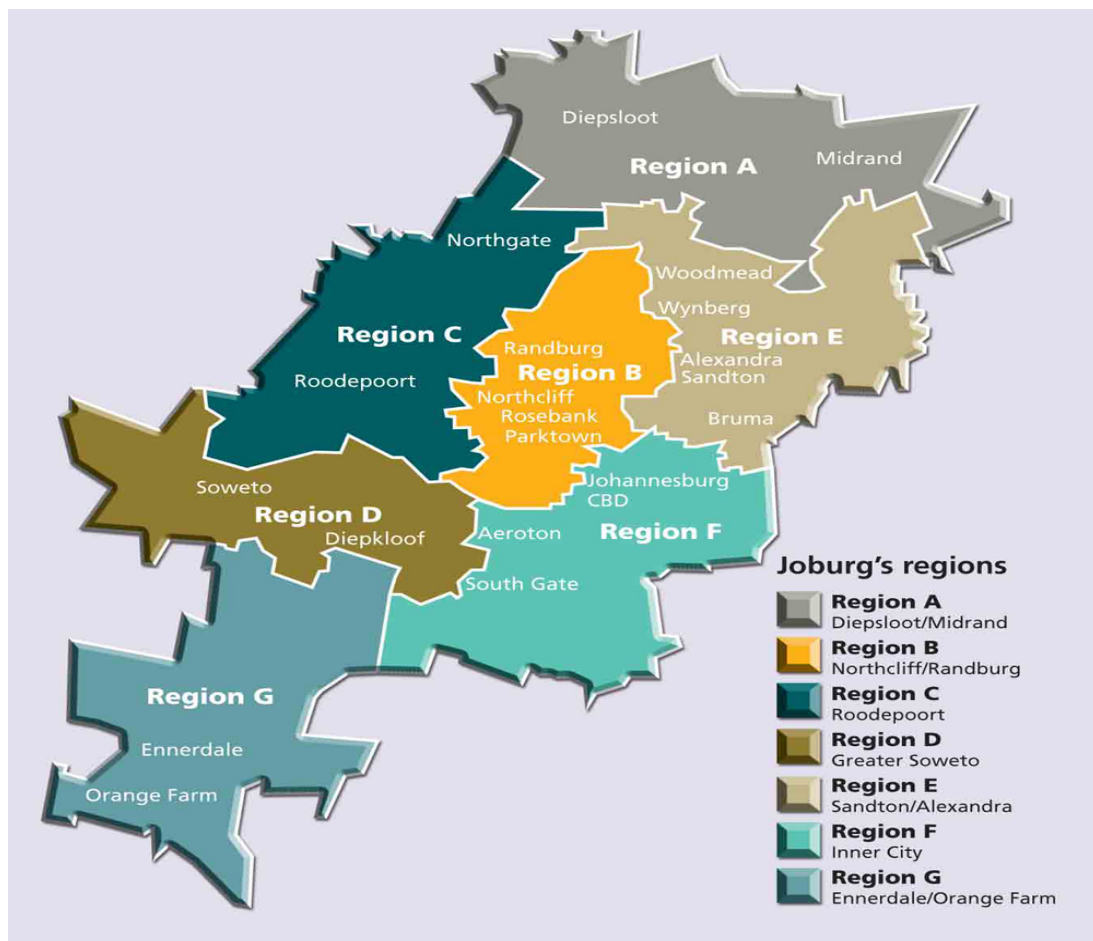 Diepsloot
Midrand
Region A
Northgate
Woodmead
Wynberg
Region C
Region E
Randburg
Alexandra
Roodepoort
Region B
Sandton
Northcliff
Rosebank
Bruma
Parktown
Soweto
Johannesburg
CBD
Region D
Diepkloof
Aeroton
Region F
South Gate
Region G
Ennerdale
Orange Farm
Joburg's regions
Region A
Diepsloot/Midrand
Region B
Northcliff/Randburg
Region C
Roodepoort
Region D
Greater Soweto
Region E
Sandton/Alexandra
Region F
Inner City
Region G
Ennerdale/Orange Farm